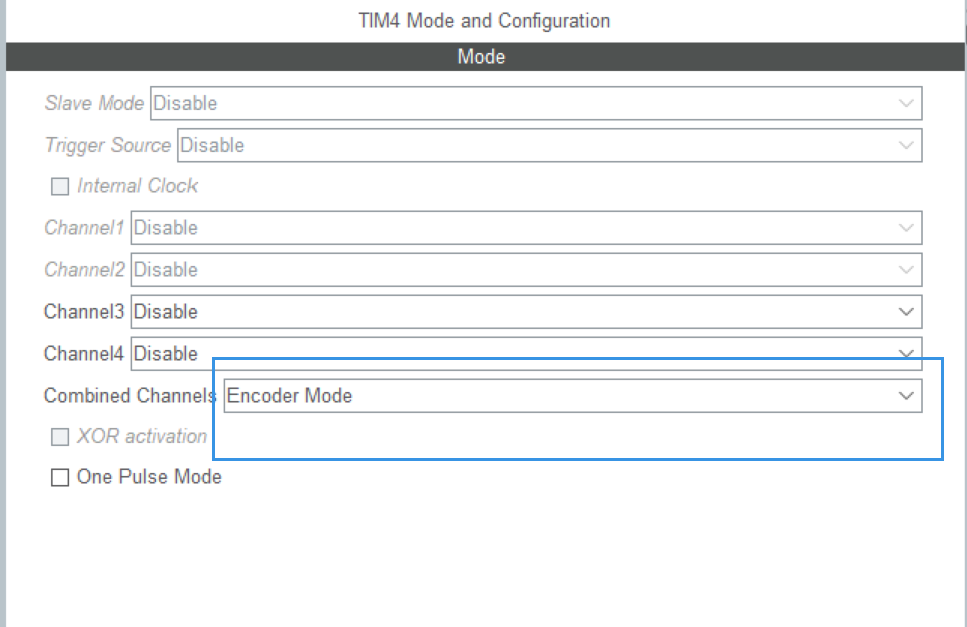 TIM4 Mode and Configuration
Mode
Slave Mode Disable
Trigger Source Disable
Internal Clock
Channel1 Disable
Channel2 Disable
Channel3 Disable
Channel4 Disable
Combined Channels Encoder Mode
XOR activation
One Pulse Mode